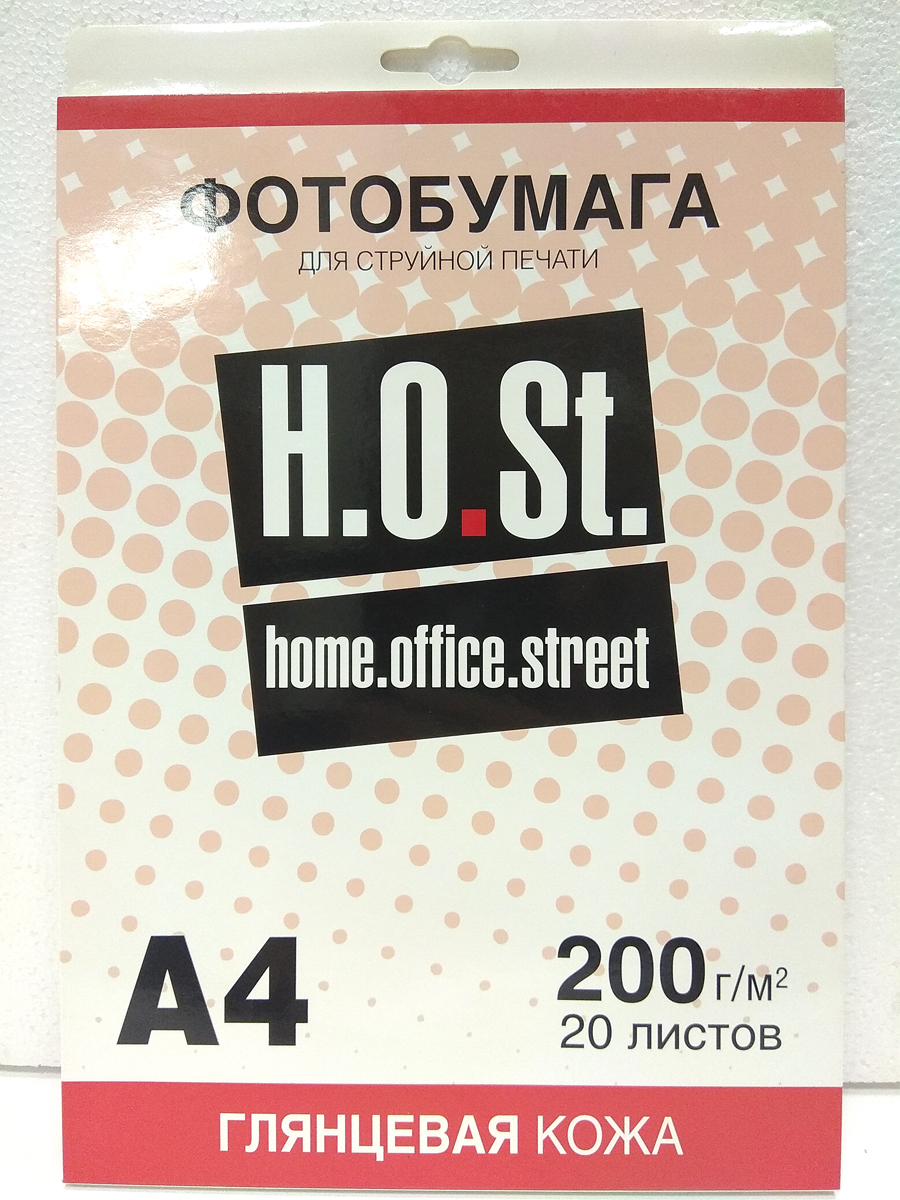 ФОТОБУМАГА
ДЛЯ СТРУЙНОЙ ПЕЧАТИ
H.O.St.
home.office.street
A4
200 г/м²
20 листов
ГЛЯНЦЕВАЯ КОЖА